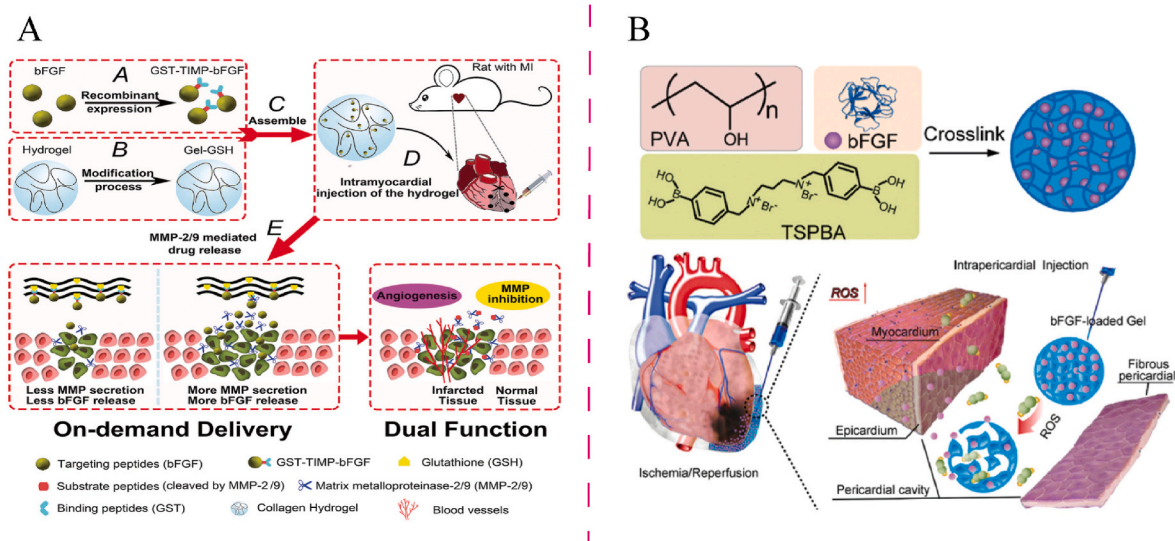 A
bFGF
A
GST-TIMP-bFGF
Recombinant
expression
C
Assemble
Hydrogel
B
Gel-GSH
Modification
process
Rat with MI
D
Intramyocardial
injection of the hydrogel
E
MMP-2/9 mediated
drug release
Less MMP secretion
Less bFGF release
More MMP secretion
More bFGF release
Angiogenesis
MMP
inhibition
Infarcted
Tissue
Normal
Tissue
On-demand Delivery
Dual Function
Targeting peptides (bFGF)
GST-TIMP-bFGF
Glutathione (GSH)
Substrate peptides (cleaved by MMP-2/9)
Matrix metalloproteinase-2/9 (MMP-2/9)
Binding peptides (GST)
Collagen Hydrogel
Blood vessels
B
n
OH
PVA
bFGF
Crosslink
HO
B
HO
N+
Br-
N+
Br-
B
OH
OH
TSPBA
Intrapericardial Injection
ROS
Myocardium
bFGF-loaded Gel
Fibrous
pericardial
ROS
Epicardium
Pericardial cavity
Ischemia/Reperfusion